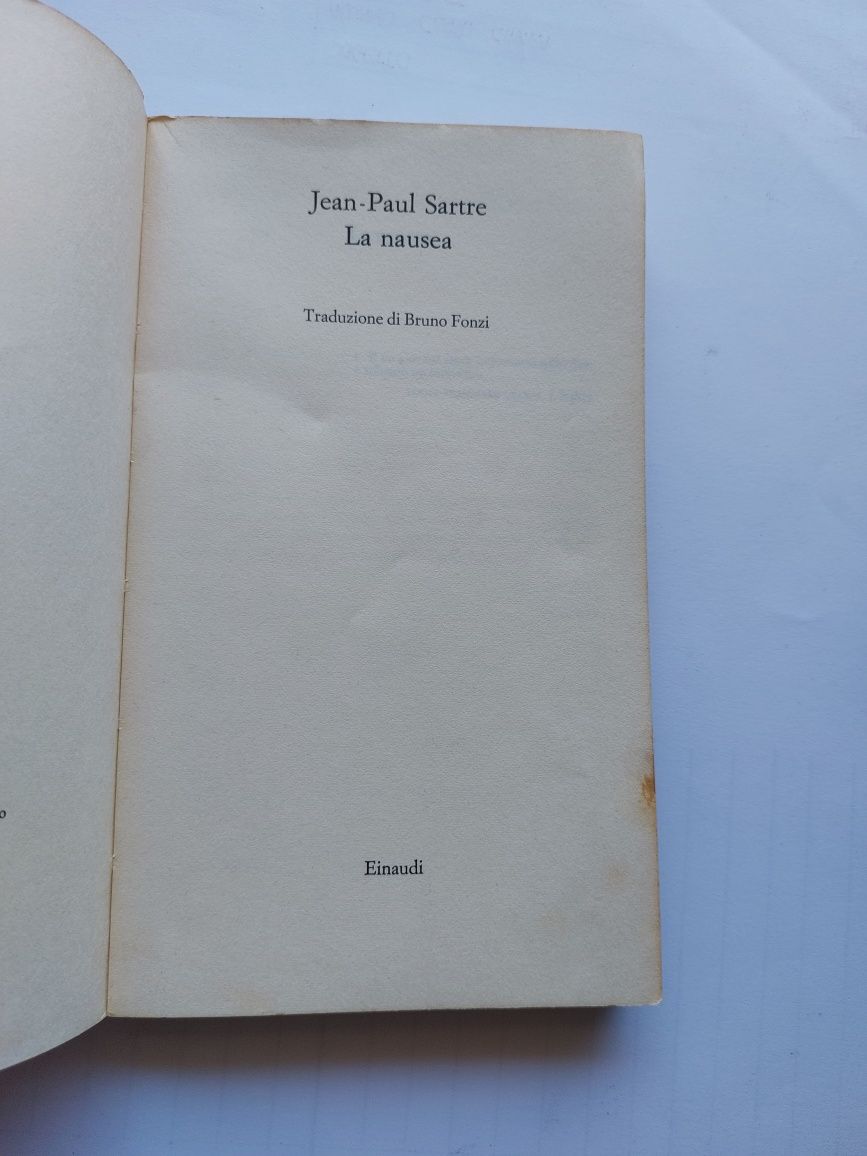 Jean-Paul Sartre
La nausea
Traduzione di Bruno Fonzi
Einaudi